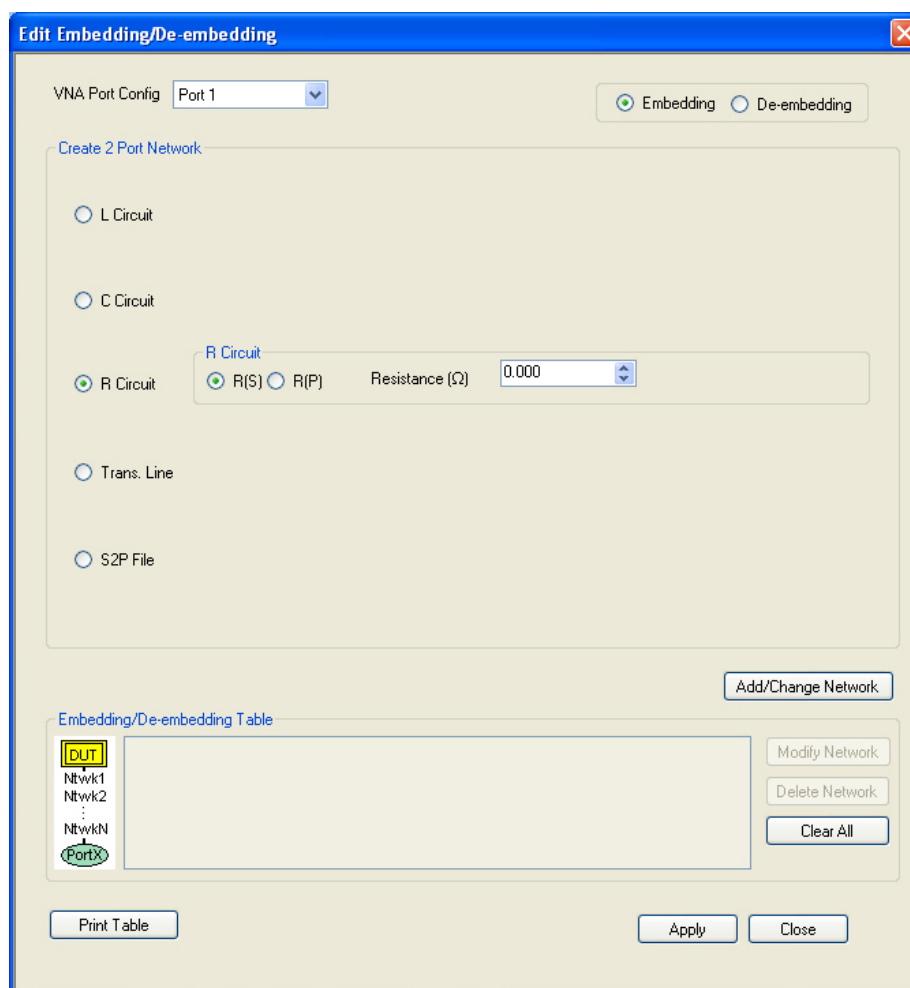 Edit Embedding/De-embedding
VNA Port Config Port 1
Embedding De-embedding
Create 2 Port Network
L Circuit
C Circuit
R Circuit
R Circuit
R(S) R(P) Resistance (Ω) 0.000
Trans. Line
S2P File
Add/Change Network
Embedding/De-embedding Table
DUT
Ntwk1
Ntwk2
⋮
NtwkN
PortX
Modify Network
Delete Network
Clear All
Print Table
Apply
Close